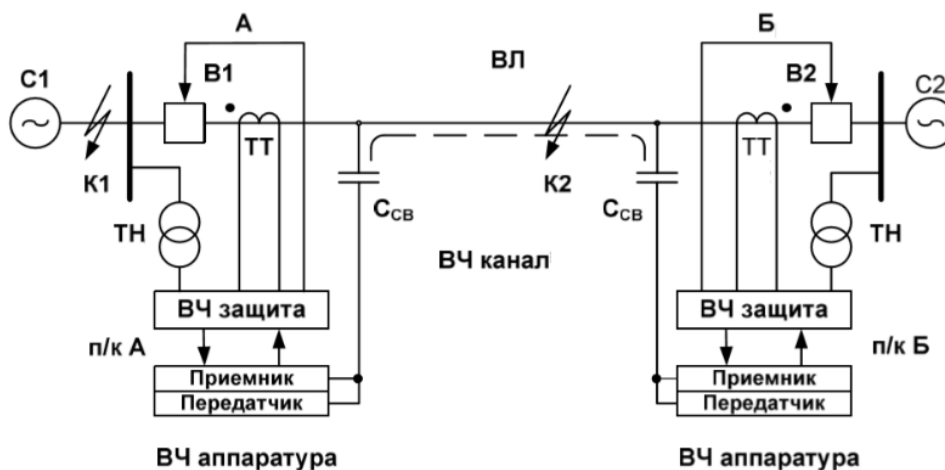 А
ВЛ
Б
С1
В1
В2
С2
ТТ
ТТ
К1
К2
ТН
ССВ
ССВ
ТН
ВЧ канал
ВЧ защита
ВЧ защита
п/к А
п/к Б
Приемник
Приемник
Передатчик
Передатчик
ВЧ аппаратура
ВЧ аппаратура